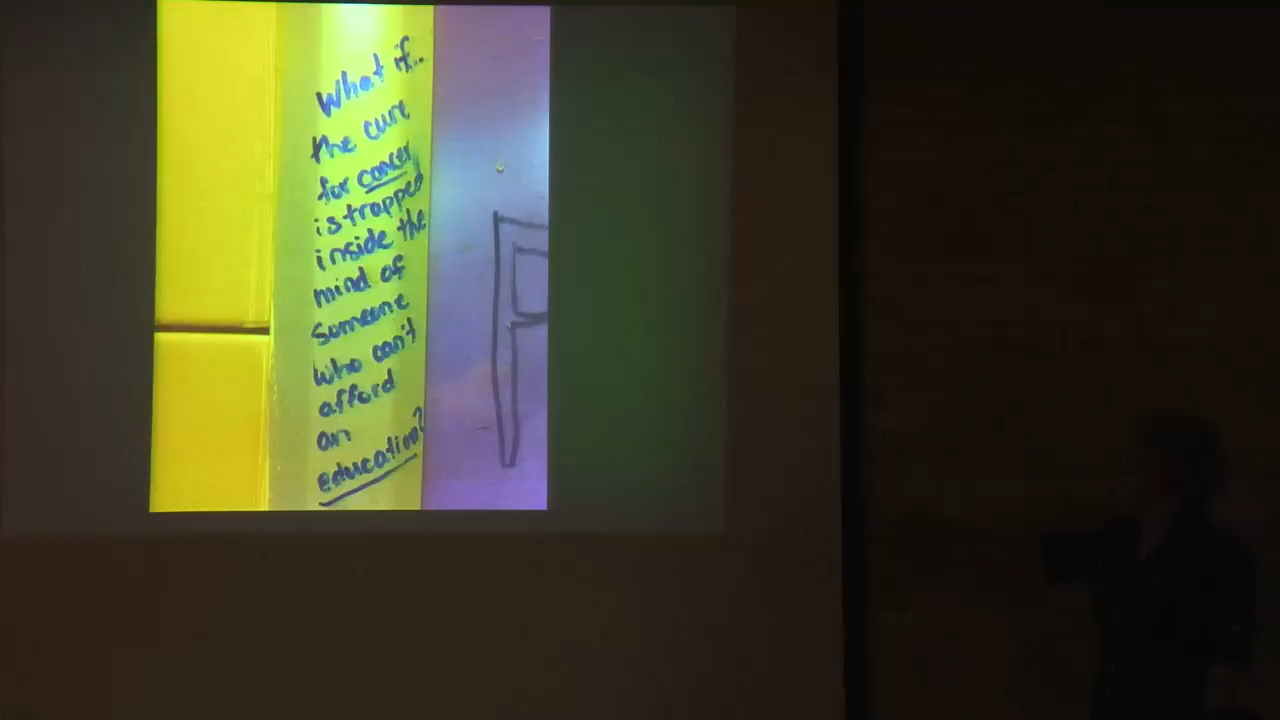 What if...
the cure
for cancer
is trapped
inside the
mind of
someone
who can't
afford
an
education?